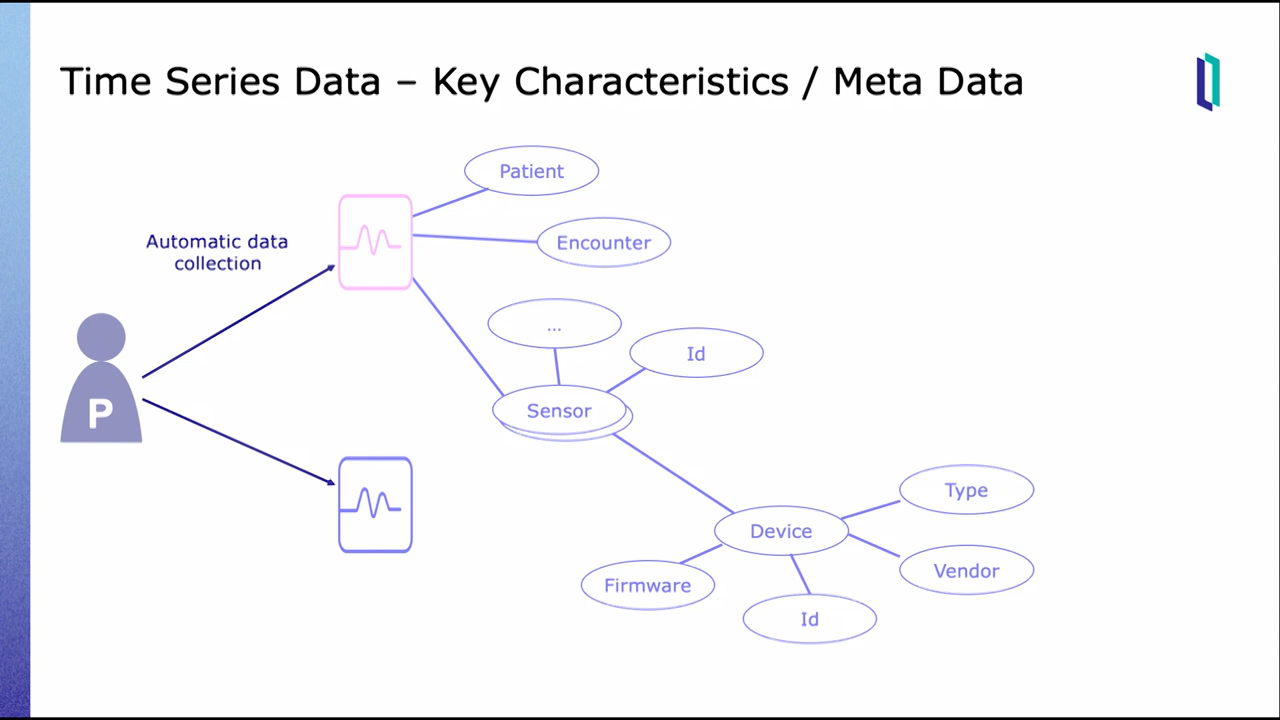 Time Series Data – Key Characteristics / Meta Data
Patient
Automatic data
collection
Encounter
...
Id
Sensor
P
Type
Device
Vendor
Firmware
Id